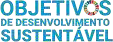 OBJETIVOS
DE DESENVOLVIMENTO
SUSTENTÁVEL